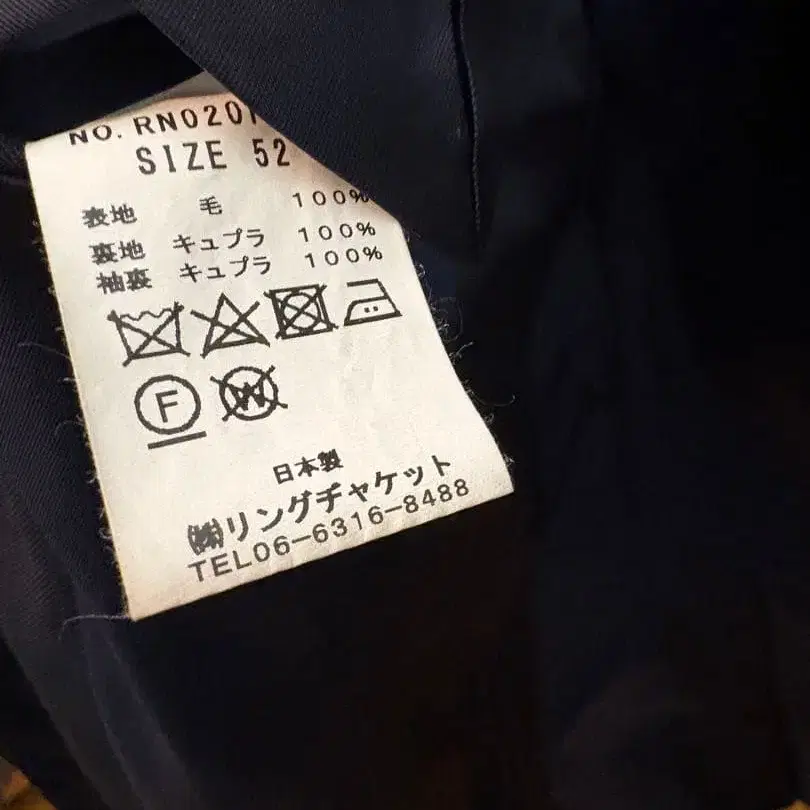 NO. RN0201
SIZE 52
表地 毛 100%
裏地 キュプラ 100%
袖裏 キュプラ 100%
F W
日本製
㈱リングヂャケット
TEL06-6316-8488